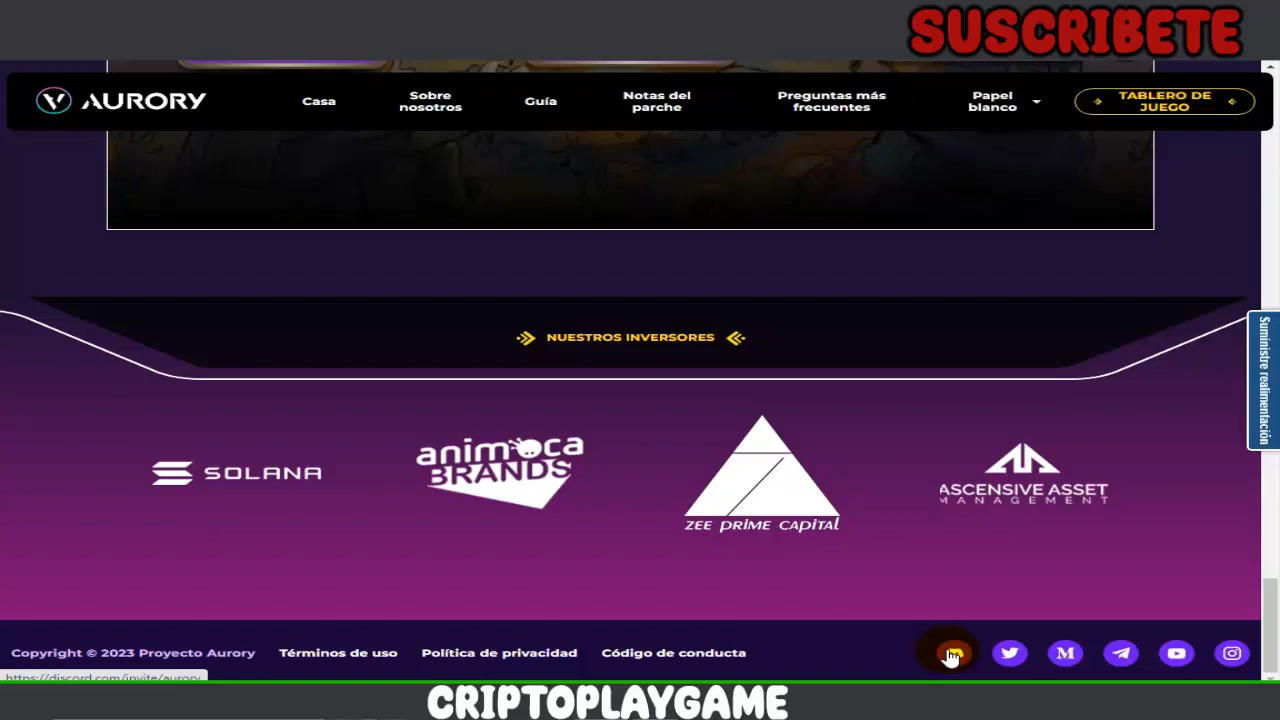 SUSCRIBETE
AURORY
Casa
Sobre
nosotros
Guía
Notas del
parche
Preguntas más
frecuentes
Papel
blanco
TABLERO DE
JUEGO
NUESTROS INVERSORES
Suministre realimentación
SOLANA
animoca
BRANDS
ZEE PRIME CAPITAL
ASCENSIVE ASSET
MANAGEMENT
Copyright © 2023 Proyecto Aurory
Términos de uso
Política de privacidad
Código de conducta
https://discord.com/invite/aurory
CRIPTOPLAYGAME